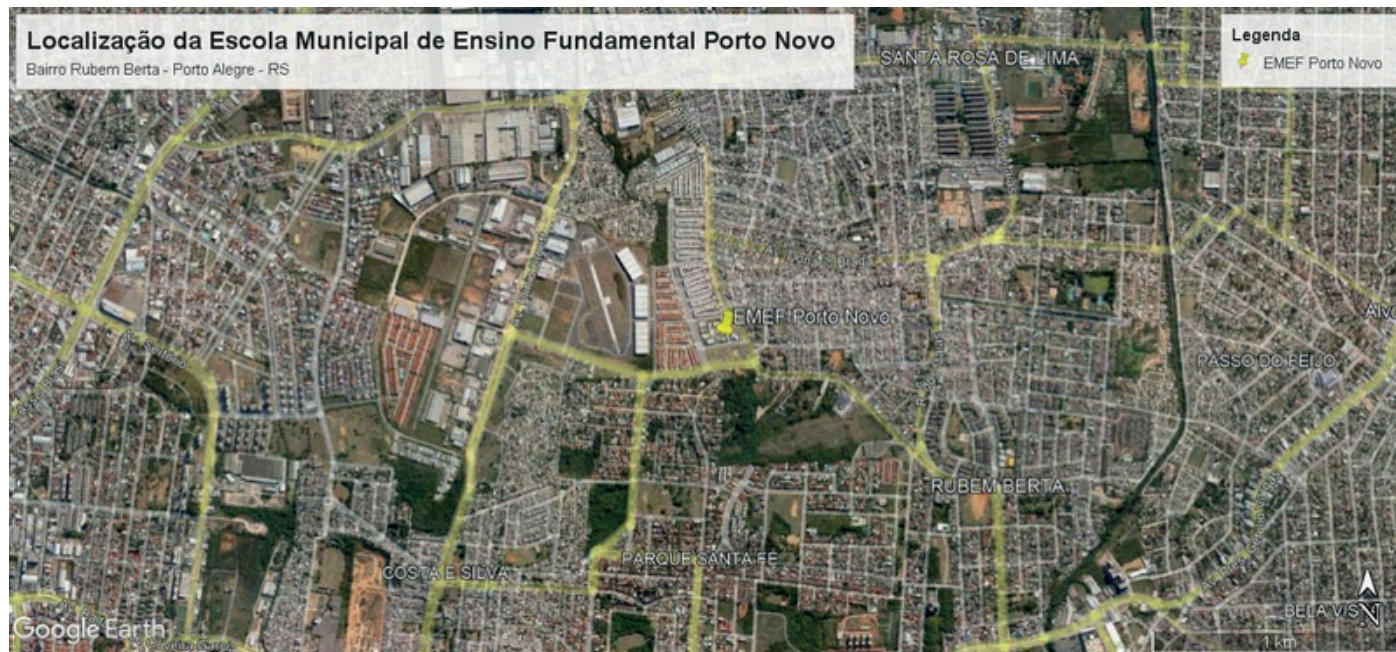 Localização da Escola Municipal de Ensino Fundamental Porto Novo
Bairro Rubem Berta - Porto Alegre - RS
Legenda
EMEF Porto Novo
SANTA ROSA DE LIMA
EMEF Porto Novo
PASSO DO FEIJÓ
RUBEM BERTA
PARQUE SANTA FÉ
COSTA E SILVA
Google Earth
1 km
N